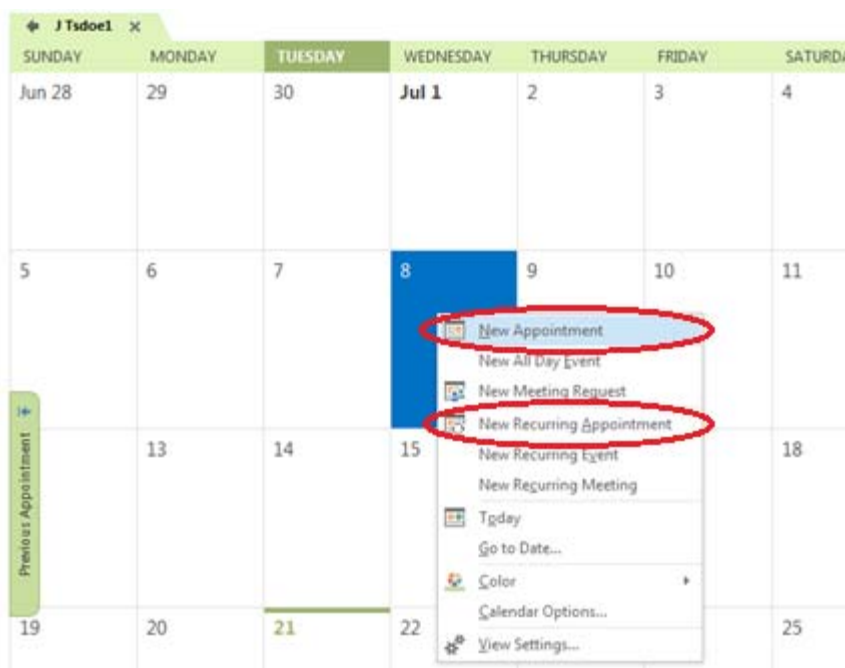 J Tsdoe1
SUNDAY MONDAY TUESDAY WEDNESDAY THURSDAY FRIDAY SATURDA
Jun 28 29 30 Jul 1 2 3 4
5 6 7 8 9 10 11
New Appointment
New All Day Event
New Meeting Request
New Recurring Appointment
13 14 15 18
New Recurring Event
New Recurring Meeting
Previous Appointment
Today
Go to Date...
Color
Calendar Options...
19 20 21 22 25
View Settings...